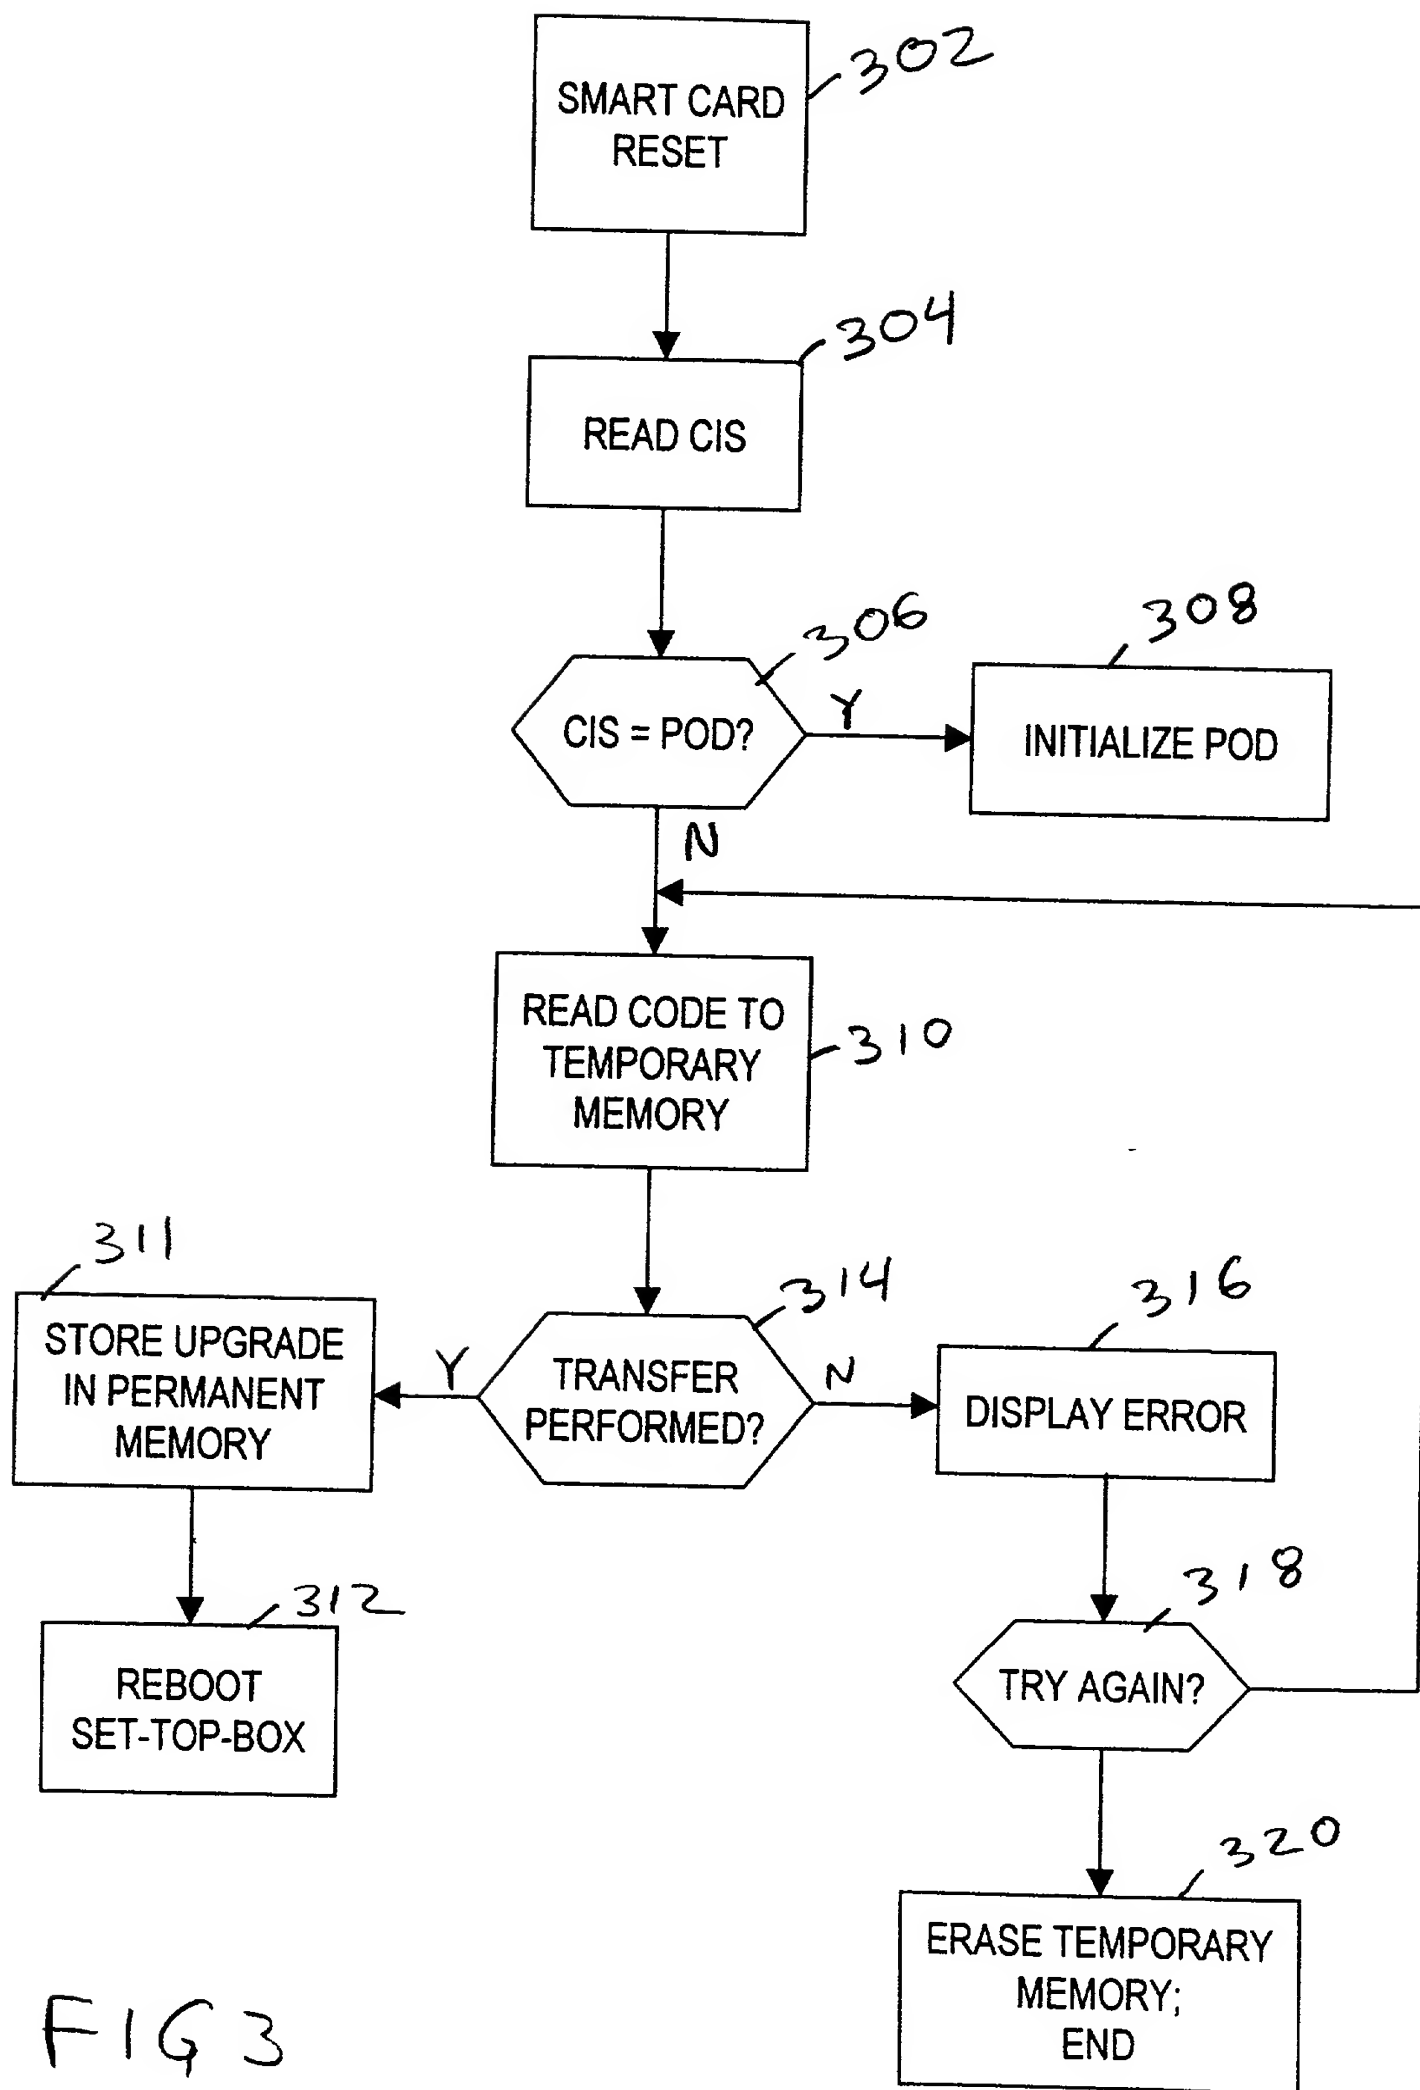 302
SMART CARD
RESET
304
READ CIS
306
308
CIS = POD?
Y
INITIALIZE POD
N
READ CODE TO
TEMPORARY
MEMORY
310
311
314
316
STORE UPGRADE
IN PERMANENT
MEMORY
Y
TRANSFER
PERFORMED?
N
DISPLAY ERROR
312
318
REBOOT
SET-TOP-BOX
TRY AGAIN?
320
ERASE TEMPORARY
MEMORY;
END
FIG 3